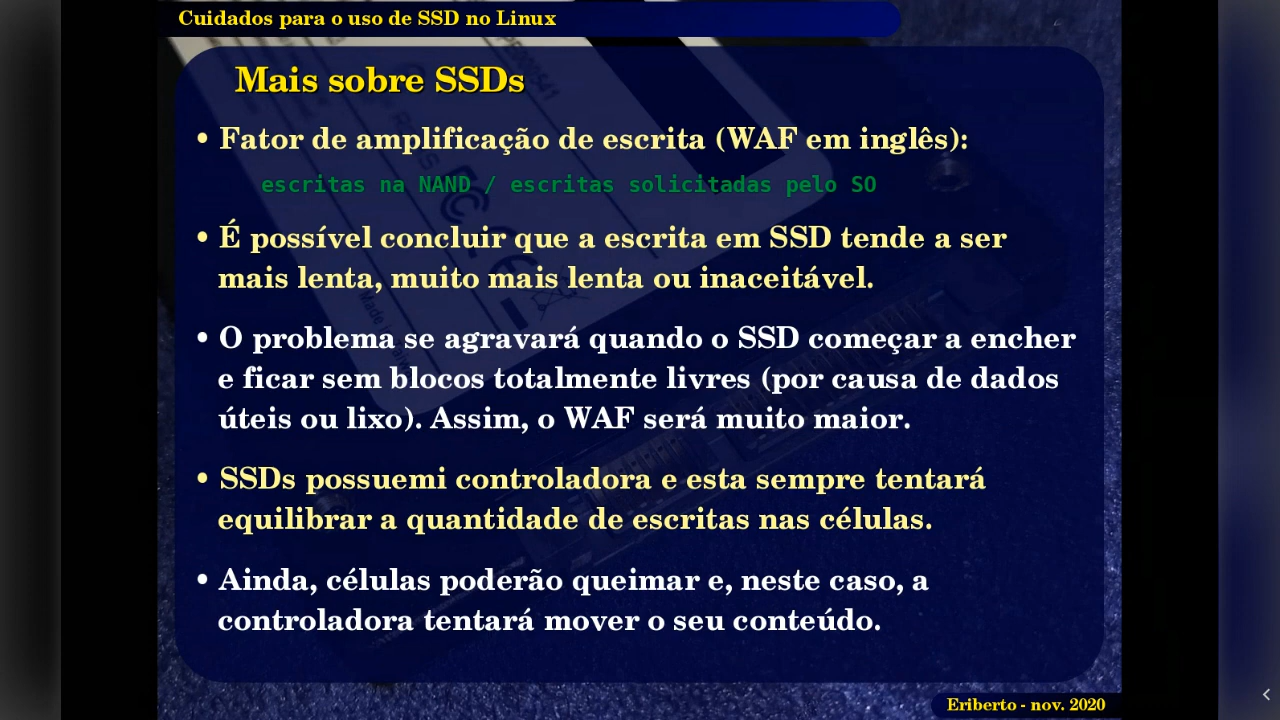 Cuidados para o uso de SSD no Linux
Mais sobre SSDs
• Fator de amplificação de escrita (WAF em inglês):
escritas na NAND / escritas solicitadas pelo SO
• É possível concluir que a escrita em SSD tende a ser
mais lenta, muito mais lenta ou inaceitável.
• O problema se agravará quando o SSD começar a encher
e ficar sem blocos totalmente livres (por causa de dados
úteis ou lixo). Assim, o WAF será muito maior.
• SSDs possuemi controladora e esta sempre tentará
equilibrar a quantidade de escritas nas células.
• Ainda, células poderão queimar e, neste caso, a
controladora tentará mover o seu conteúdo.
Eriberto - nov. 2020